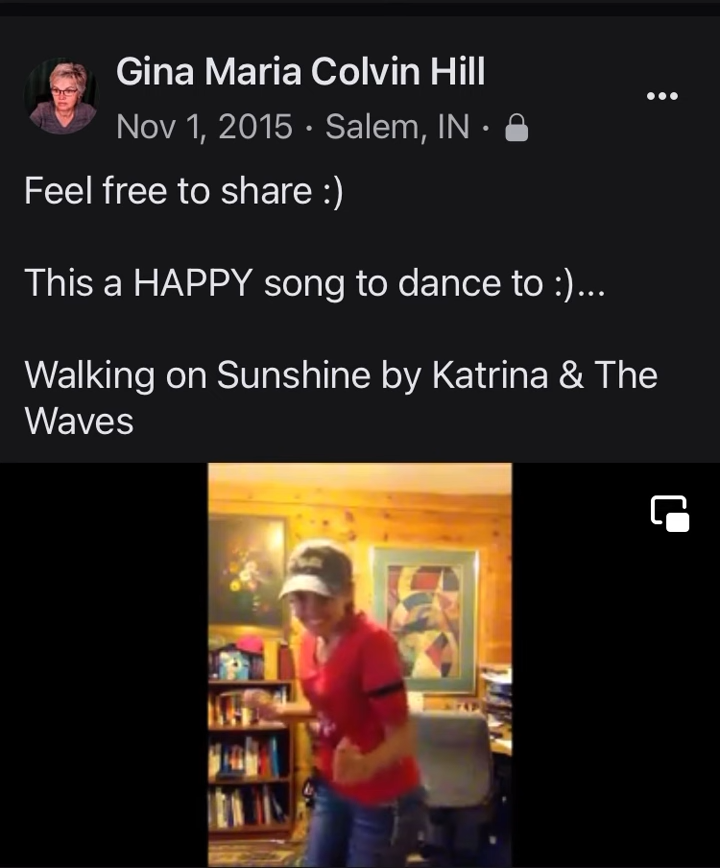 Gina Maria Colvin Hill
Nov 1, 2015 · Salem, IN ·
Feel free to share :)
This a HAPPY song to dance to :)...
Walking on Sunshine by Katrina & The
Waves